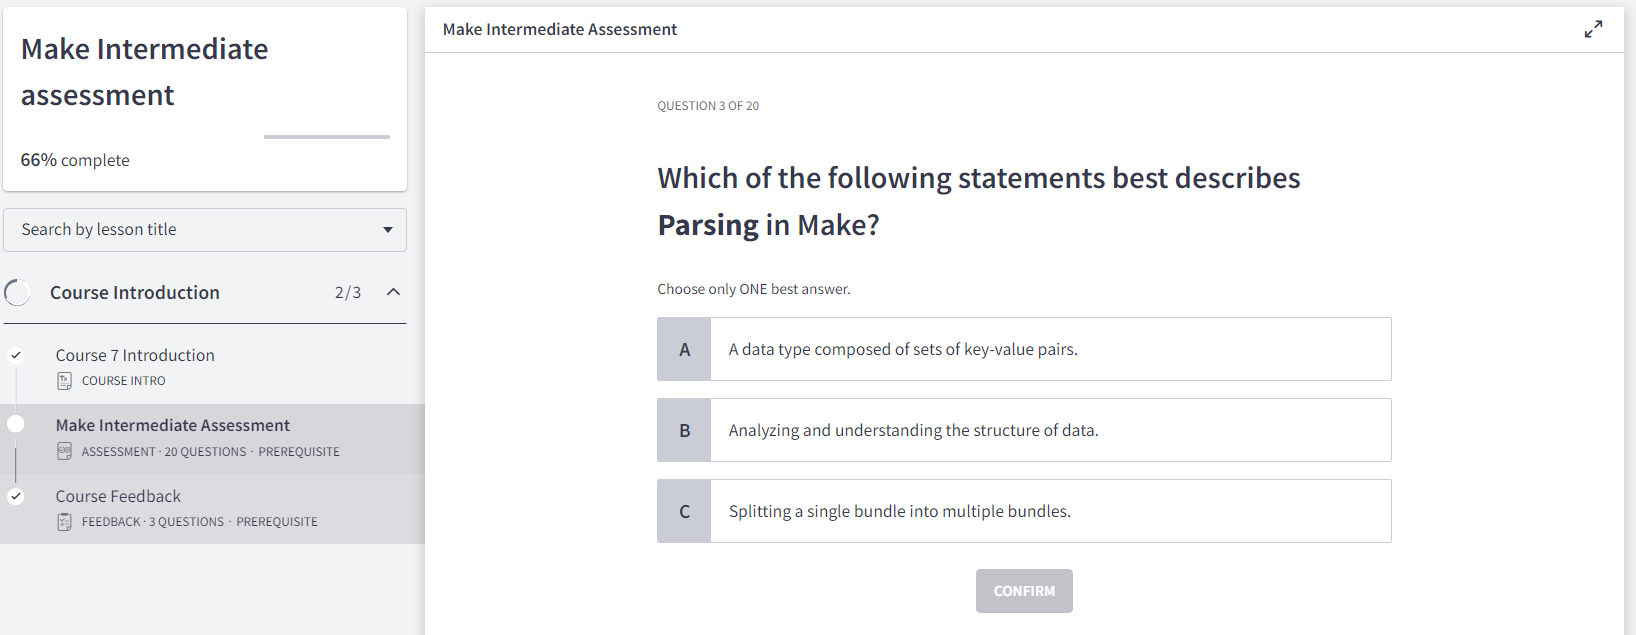 Make Intermediate
assessment
66% complete
Search by lesson title
Course Introduction 2/3
Course 7 Introduction
COURSE INTRO
Make Intermediate Assessment
ASSESSMENT · 20 QUESTIONS · PREREQUISITE
Course Feedback
FEEDBACK · 3 QUESTIONS · PREREQUISITE
Make Intermediate Assessment
QUESTION 3 OF 20
Which of the following statements best describes
Parsing in Make?
Choose only ONE best answer.
A A data type composed of sets of key-value pairs.
B Analyzing and understanding the structure of data.
C Splitting a single bundle into multiple bundles.
CONFIRM